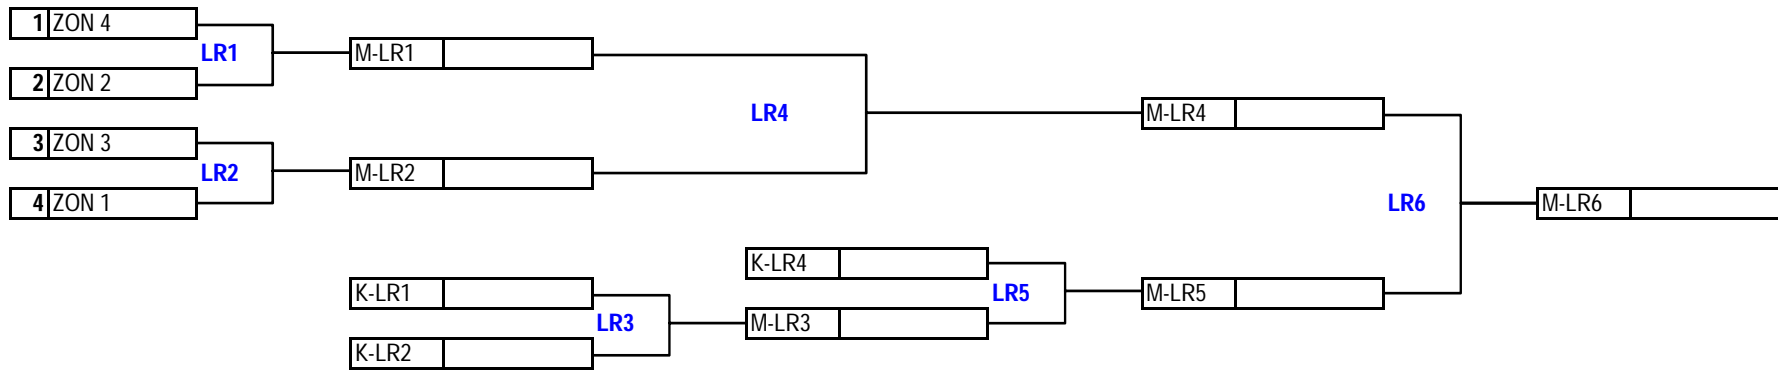 1 ZON 4
LR1
M-LR1
2 ZON 2
LR4
M-LR4
3 ZON 3
LR2
M-LR2
4 ZON 1
LR6
M-LR6
K-LR4
K-LR1
LR5
M-LR5
LR3
M-LR3
K-LR2